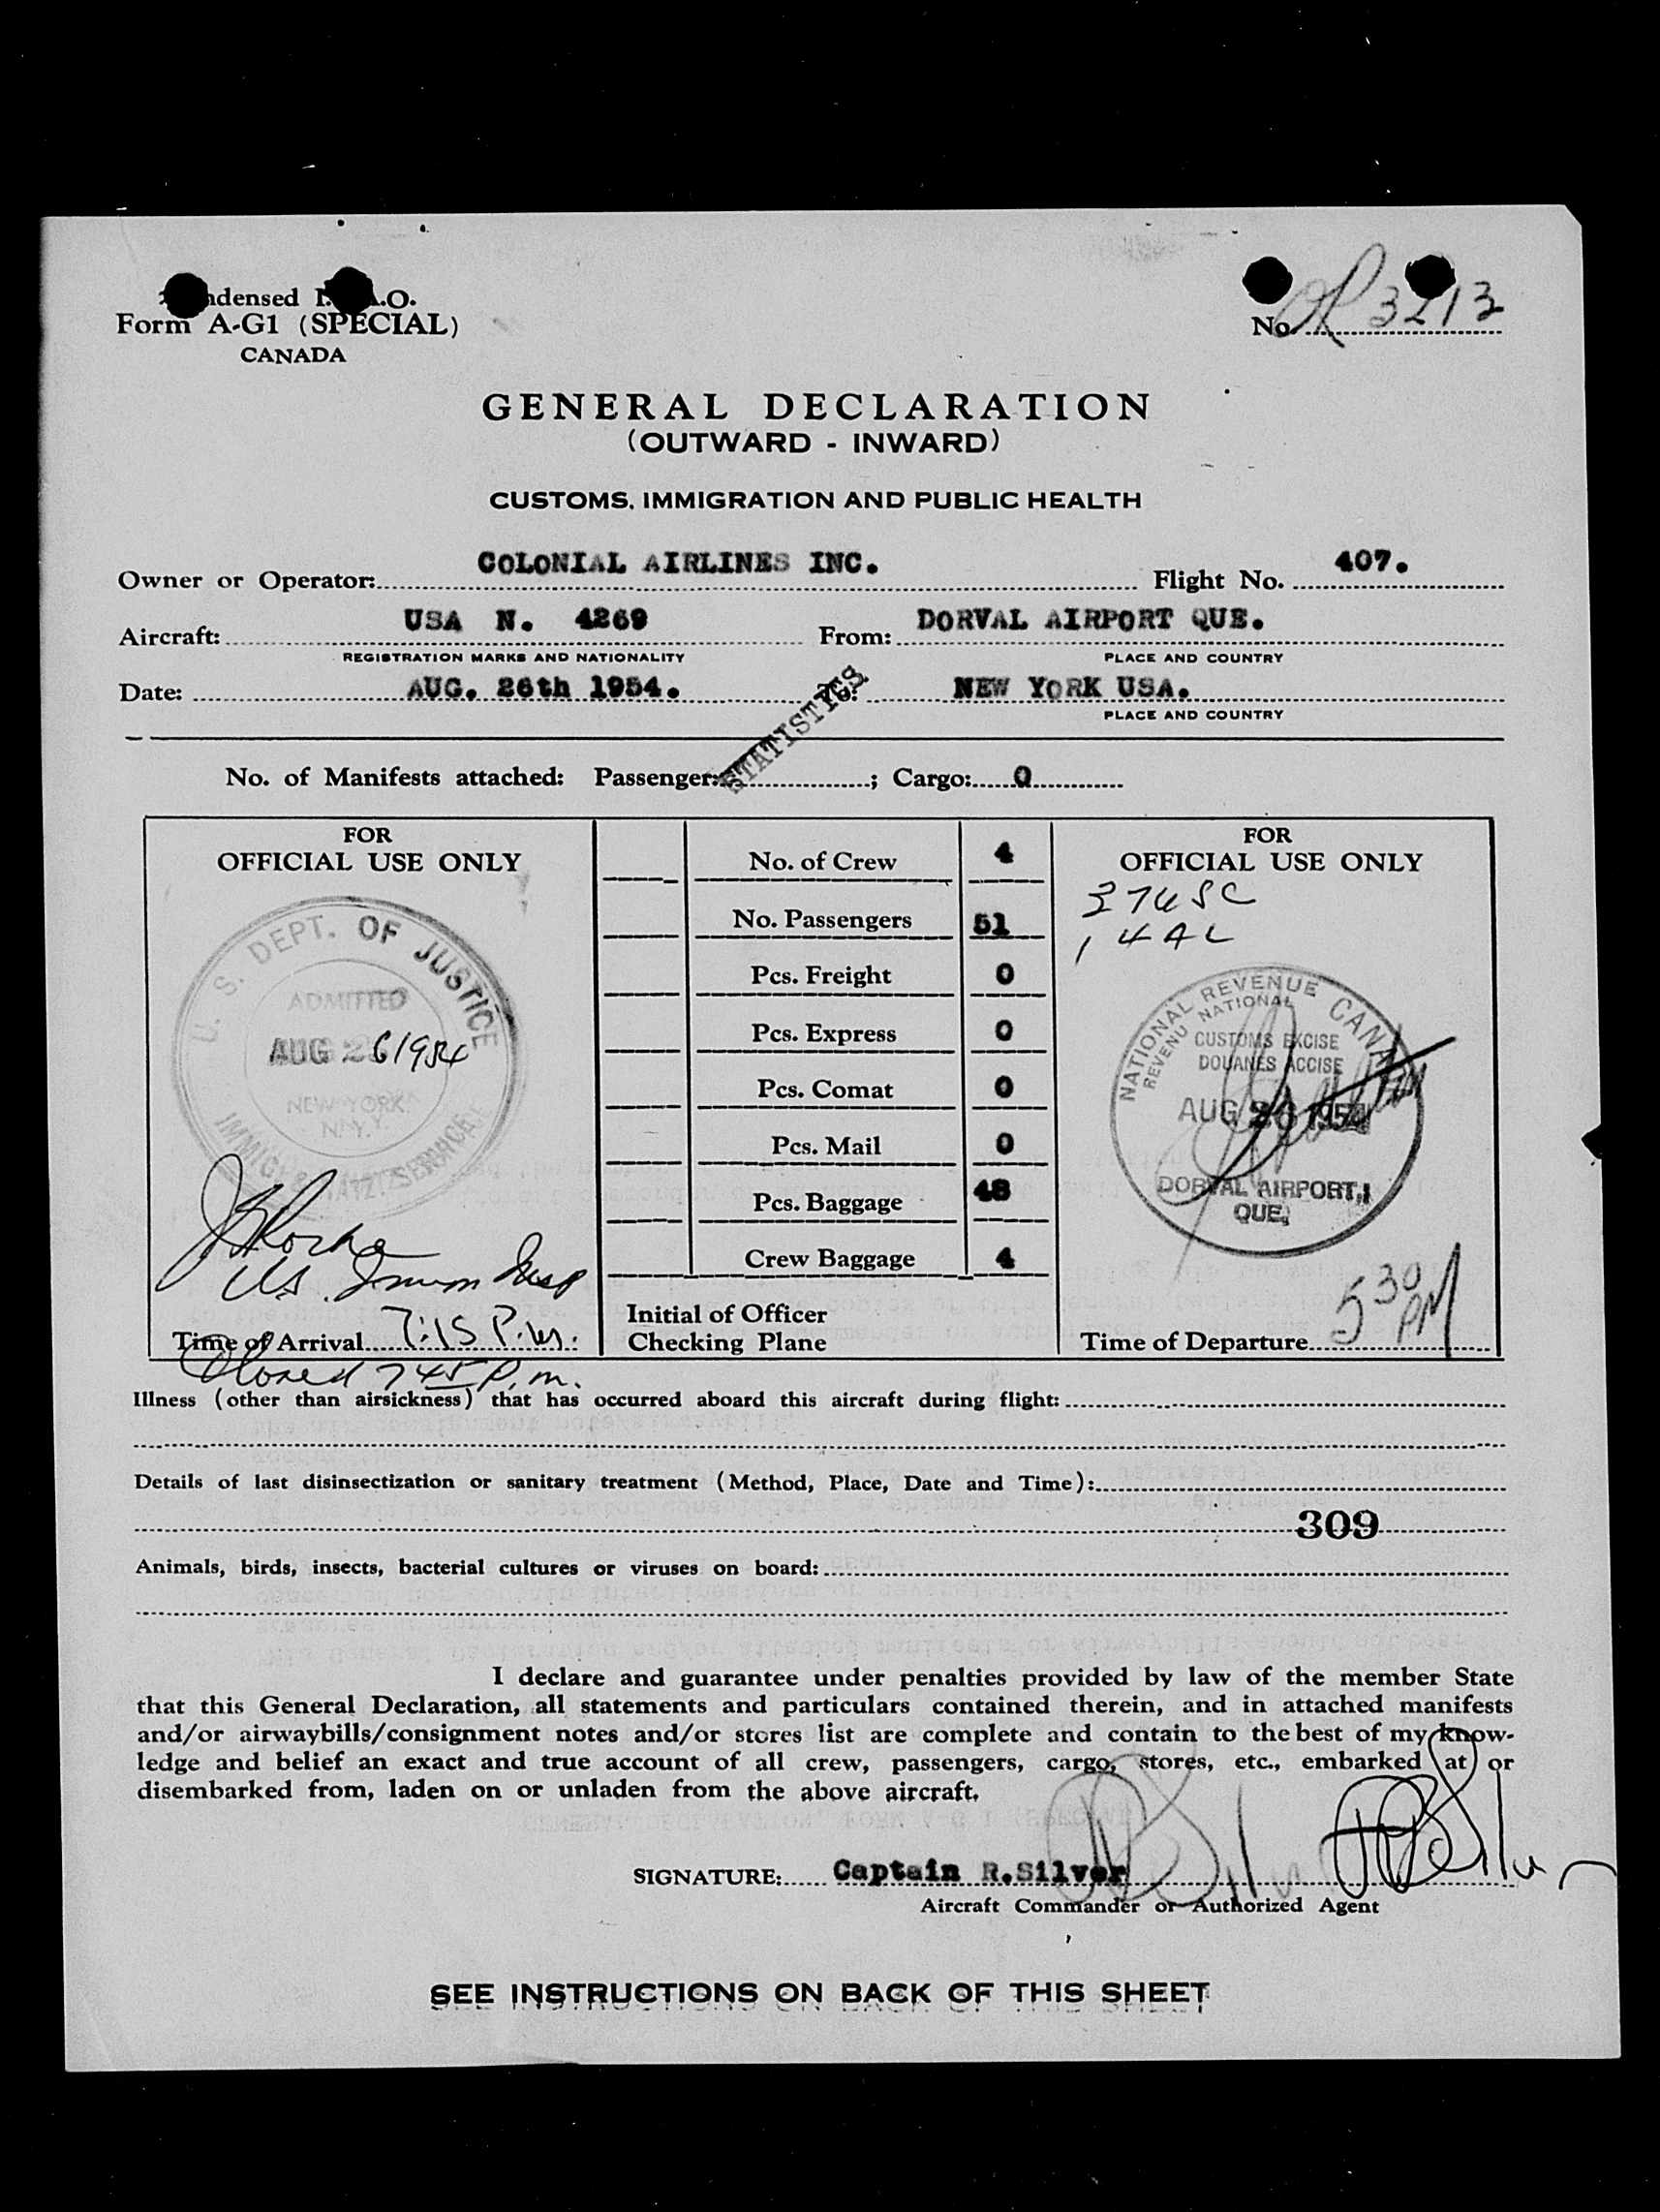 ndensed I. .A.O.
Form A-G1 (SPECIAL)
CANADA
No. 3213
GENERAL DECLARATION
(OUTWARD - INWARD)
CUSTOMS, IMMIGRATION AND PUBLIC HEALTH
Owner or Operator: COLONIAL AIRLINES INC. Flight No. 407.
Aircraft: USA N. 4269 From: DORVAL AIRPORT QUE.
REGISTRATION MARKS AND NATIONALITY PLACE AND COUNTRY
Date: AUG. 26th 1954. To: NEW YORK USA.
PLACE AND COUNTRY
STATISTICS
No. of Manifests attached: Passenger: ; Cargo: 0
FOR
OFFICIAL USE ONLY
U. S. DEPT. OF JUSTICE
ADMITTED
AUG 26 1954
NEW YORK
N.Y.
IMMIG. & NATZ. SERVICE
US. Immn Insp
Time of Arrival 7:15 P.M.
Closed 745 P.m.
No. of Crew 4
No. Passengers 51
Pcs. Freight 0
Pcs. Express 0
Pcs. Comat 0
Pcs. Mail 0
Pcs. Baggage 48
Crew Baggage 4
Initial of Officer
Checking Plane
FOR
OFFICIAL USE ONLY
37USC
14AL
NATIONAL REVENUE CANADA
REVENU NATIONAL
CUSTOMS EXCISE
DOUANES ACCISE
AUG 26 1954
DORVAL AIRPORT,
QUE.
Time of Departure 530 PM
Illness (other than airsickness) that has occurred aboard this aircraft during flight:
Details of last disinsectization or sanitary treatment (Method, Place, Date and Time):
309
Animals, birds, insects, bacterial cultures or viruses on board:
I declare and guarantee under penalties provided by law of the member State
that this General Declaration, all statements and particulars contained therein, and in attached manifests
and/or airwaybills/consignment notes and/or stores list are complete and contain to the best of my know-
ledge and belief an exact and true account of all crew, passengers, cargo, stores, etc., embarked at or
disembarked from, laden on or unladen from the above aircraft.
SIGNATURE: Captain R.Silver
Aircraft Commander or Authorized Agent
SEE INSTRUCTIONS ON BACK OF THIS SHEET